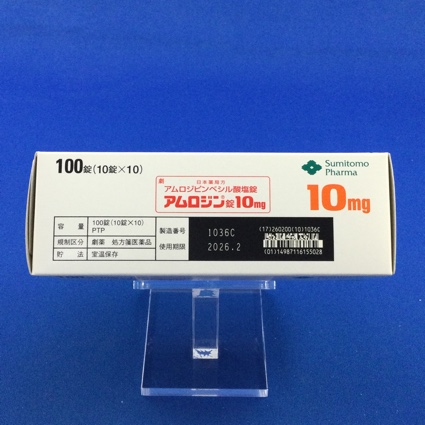 100錠(10錠×10)
劇
日本薬局方
アムロジピンベシル酸塩錠
アムロジン®錠10mg
Sumitomo
Pharma
10mg
容　量 100錠(10錠×10)
PTP
規制区分 劇薬 処方箋医薬品
貯　法 室温保存
製造番号 1036C
使用期限 2026.2
(17)260200(10)1036C
(01)14987116155028